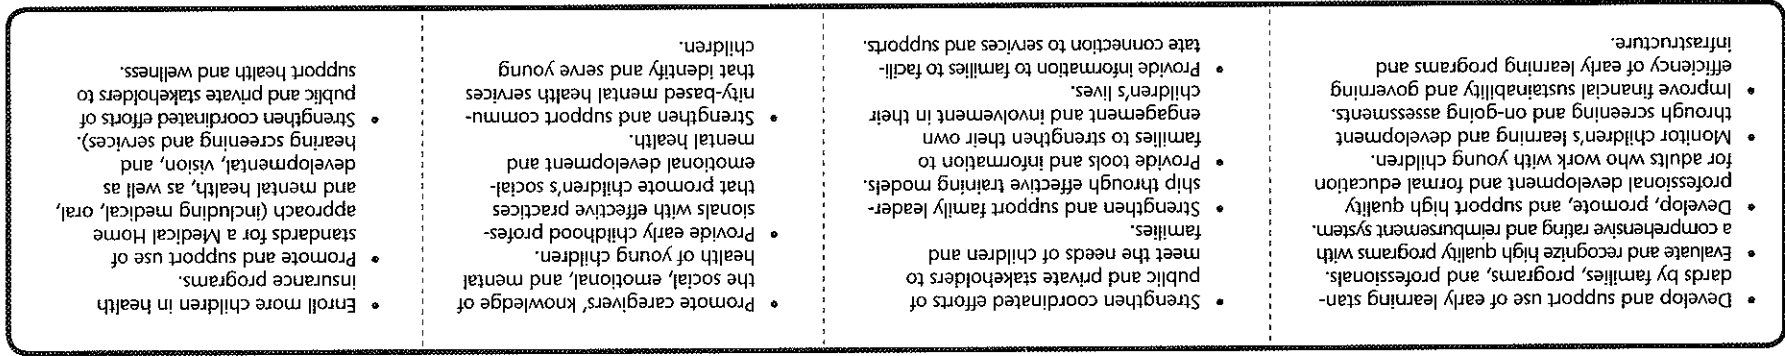 • Develop and support use of early learning stan-
dards by families, programs, and professionals.
• Evaluate and recognize high quality programs with
a comprehensive rating and reimbursement system.
• Develop, promote, and support high quality
professional development and formal education
for adults who work with young children.
• Monitor children's learning and development
through screening and on-going assessments.
• Improve financial sustainability and governing
efficiency of early learning programs and
infrastructure.
• Strengthen coordinated efforts of
public and private stakeholders to
meet the needs of children and
families.
• Strengthen and support family leader-
ship through effective training models.
• Provide tools and information to
families to strengthen their own
engagement and involvement in their
children's lives.
• Provide information to families to facili-
tate connection to services and supports.
• Promote caregivers' knowledge of
the social, emotional, and mental
health of young children.
• Provide early childhood profes-
sionals with effective practices
that promote children's social-
emotional development and
mental health.
• Strengthen and support commu-
nity-based mental health services
that identify and serve young
children.
• Enroll more children in health
insurance programs.
• Promote and support use of
standards for a Medical Home
approach (including medical, oral,
and mental health, as well as
developmental, vision, and
hearing screening and services).
• Strengthen coordinated efforts of
public and private stakeholders to
support health and wellness.